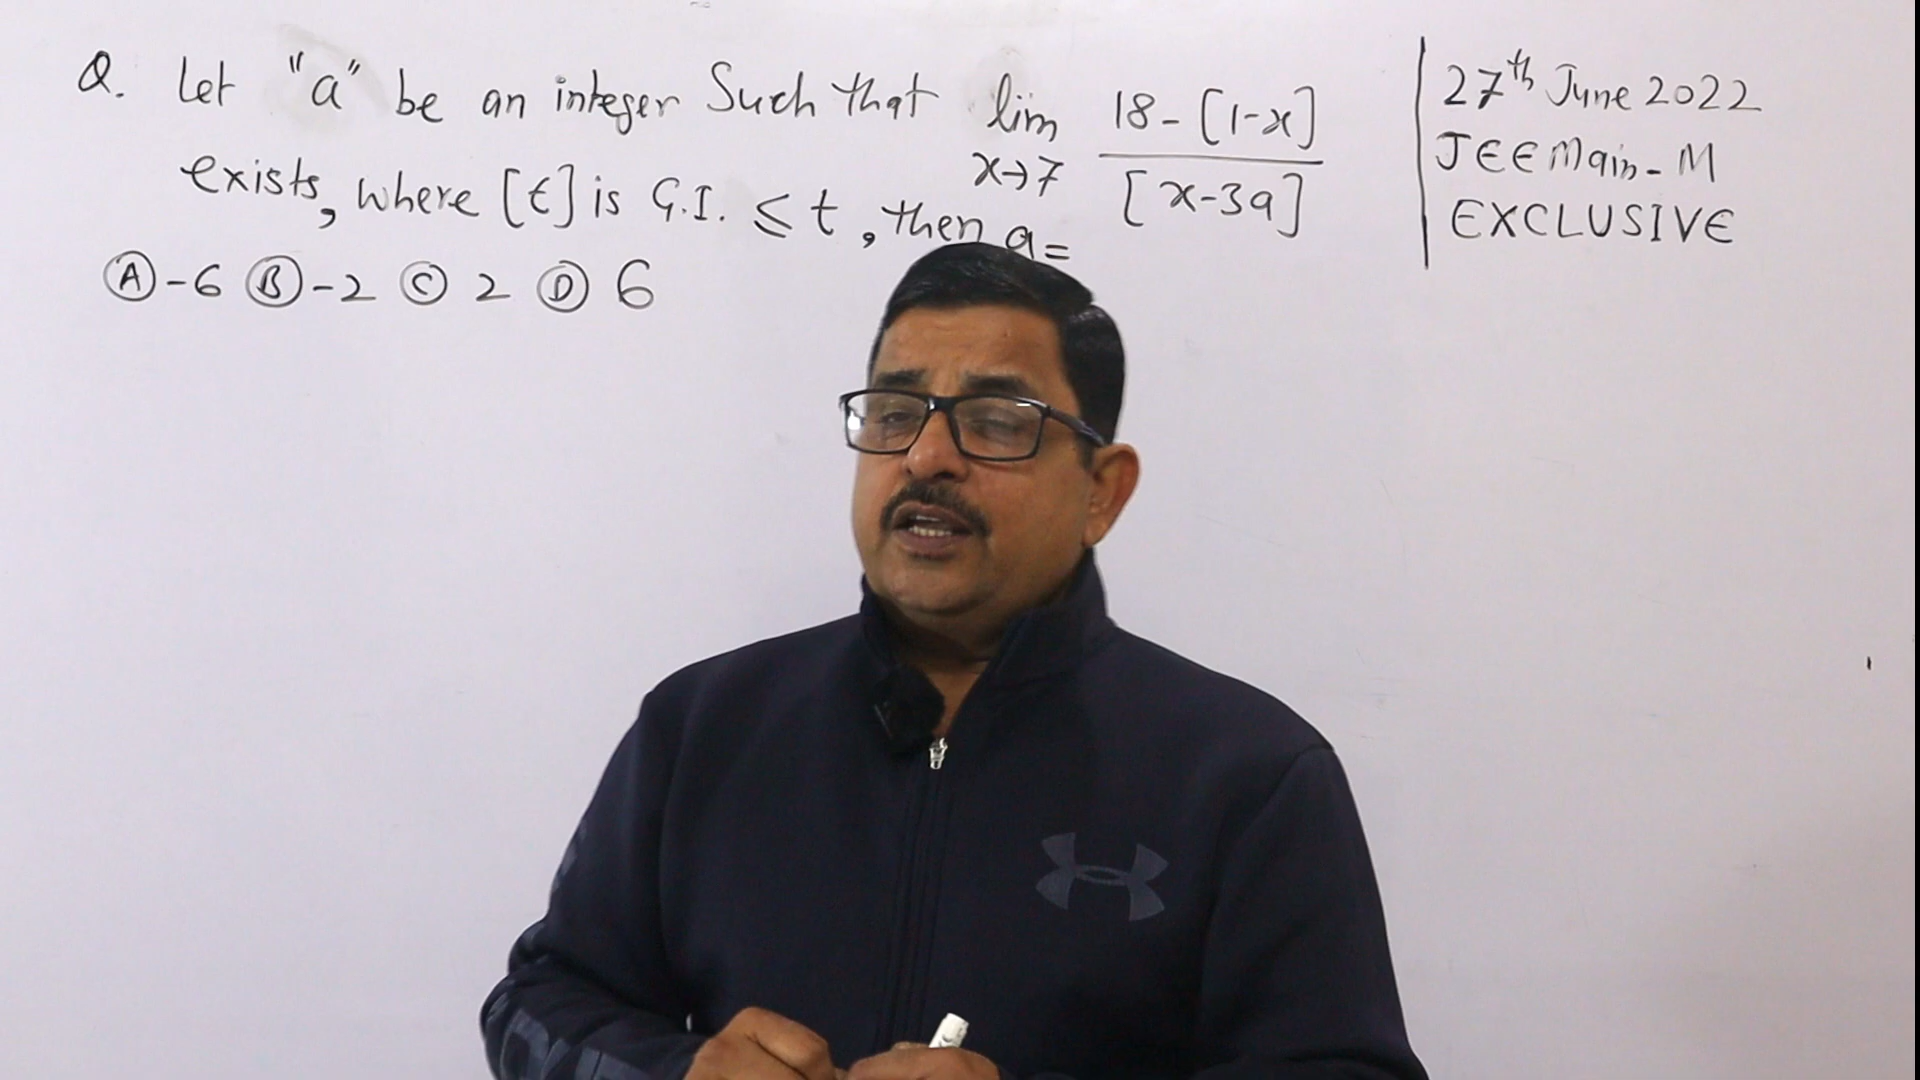 Q. Let "a" be an integer Such that lim x→7 18-[1-x] / [x-3a]
exists, where [t] is G.I. ≤ t, then a=
Ⓐ -6 Ⓑ -2 Ⓒ 2 Ⓓ 6
27th June 2022
JEE Main - M
EXCLUSIVE